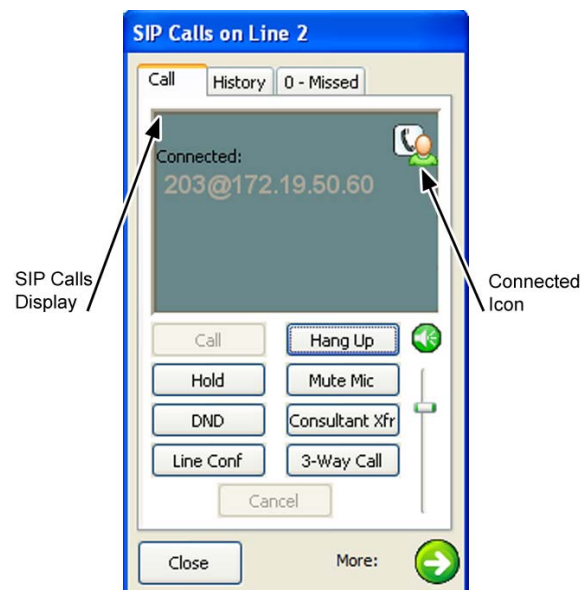 SIP Calls on Line 2
Call History 0 - Missed
Connected:
203@172.19.50.60
SIP Calls
Display
Connected
Icon
Call Hang Up
Hold Mute Mic
DND Consultant Xfr
Line Conf 3-Way Call
Cancel
Close More: